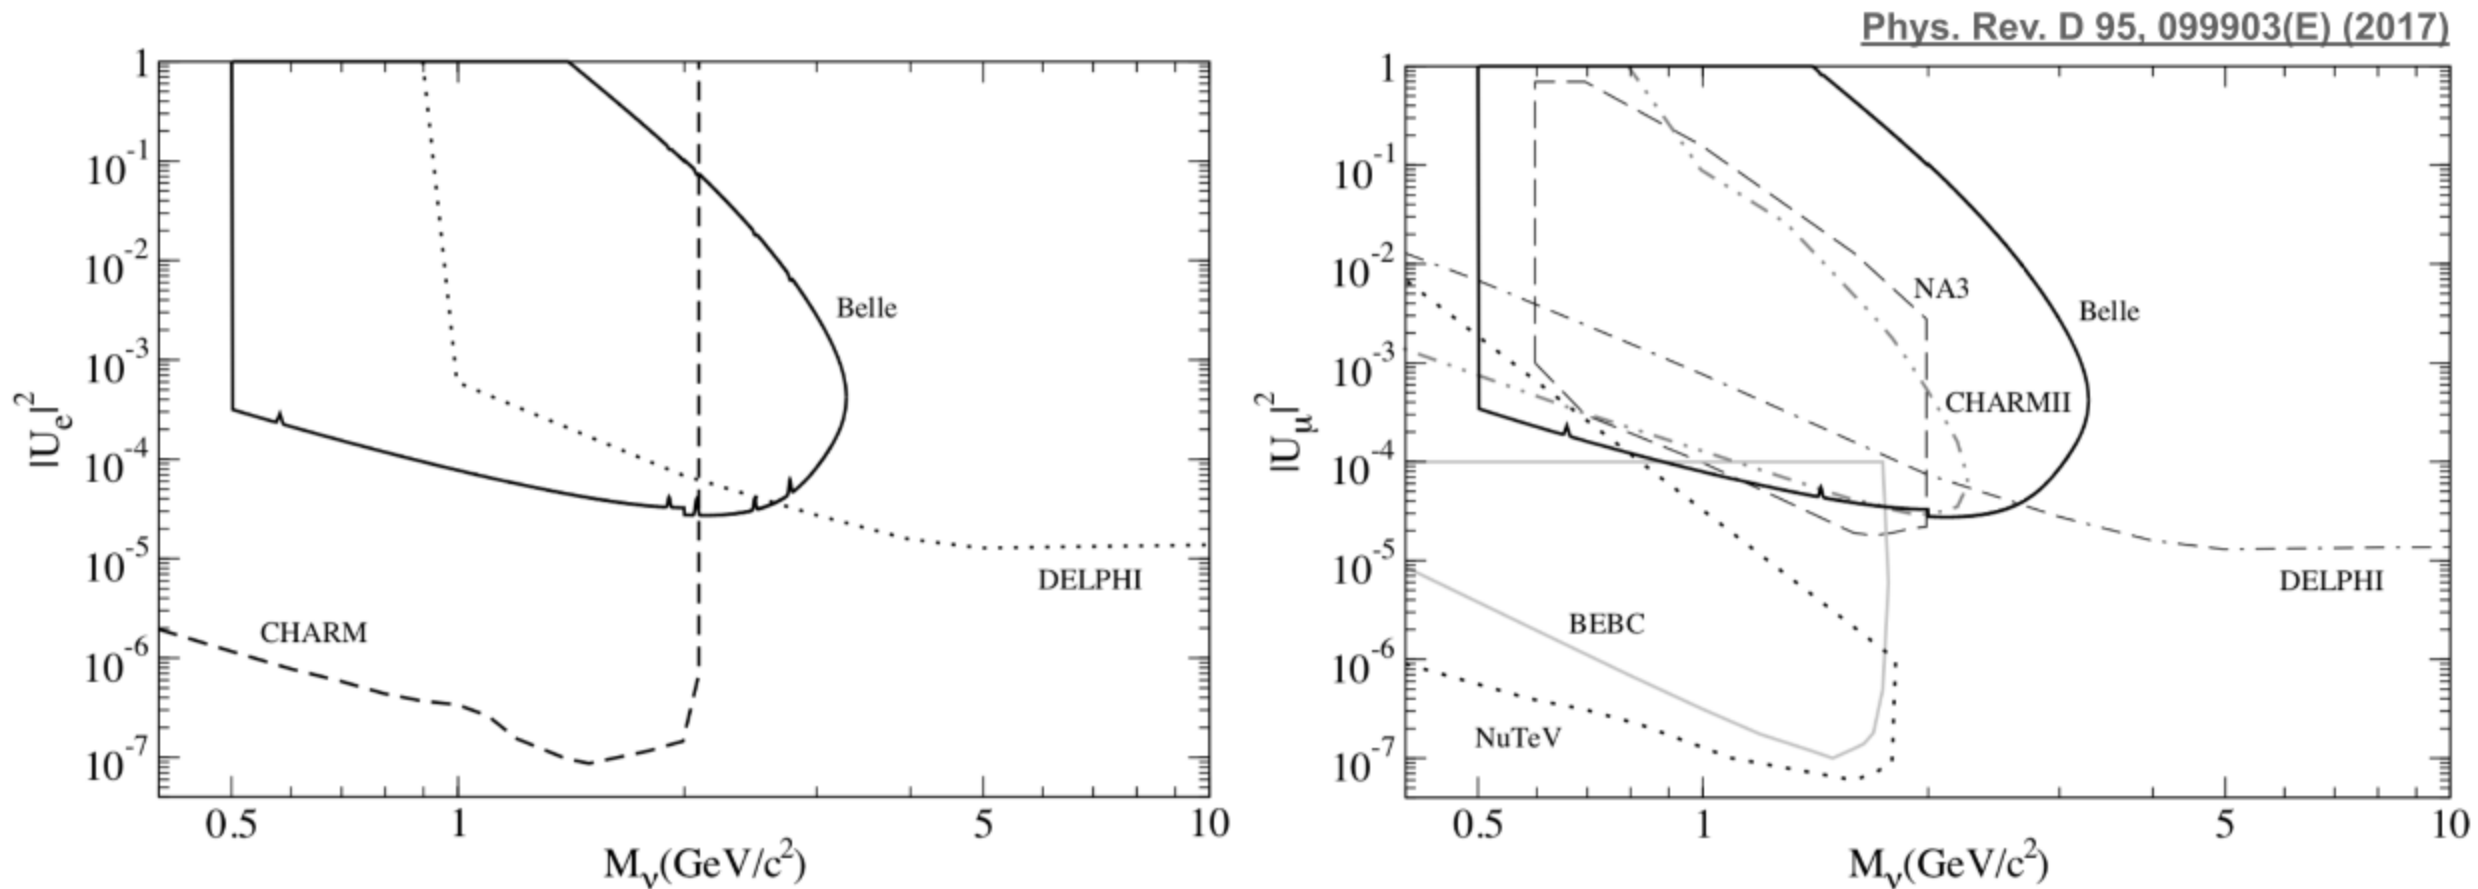 Phys. Rev. D 95, 099903(E) (2017)
1
10^-1
10^-2
10^-3
10^-4
10^-5
10^-6
10^-7
|U_e|^2
Belle
DELPHI
CHARM
0.5 1 5 10
M_ν(GeV/c^2)
1
10^-1
10^-2
10^-3
10^-4
10^-5
10^-6
10^-7
|U_μ|^2
NA3
Belle
CHARMII
DELPHI
BEBC
NuTeV
0.5 1 5 10
M_ν(GeV/c^2)